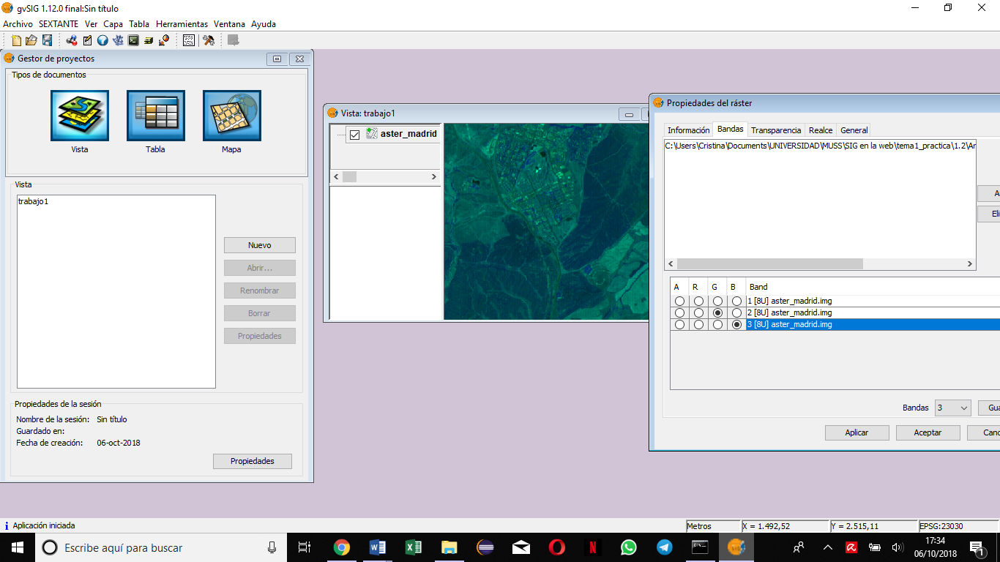 gvSIG 1.12.0 final:Sin título
Archivo SEXTANTE Ver Capa Tabla Herramientas Ventana Ayuda
Gestor de proyectos
Tipos de documentos
Vista Tabla Mapa
Vista
trabajo1
Nuevo
Abrir...
Renombrar
Borrar
Propiedades
Propiedades de la sesión
Nombre de la sesión: Sin título
Guardado en:
Fecha de creación: 06-oct-2018
Propiedades
Vista: trabajo1
aster_madrid
Propiedades del ráster
Información Bandas Transparencia Realce General
C:\Users\Cristina\Documents\UNIVERSIDAD\MUSS\SIG en la web\tema1_practica\1.2\Ar
A
Eli
A R G B Band
1 [8U] aster_madrid.img
2 [8U] aster_madrid.img
3 [8U] aster_madrid.img
Bandas 3 Gua
Aplicar Aceptar Canc
Aplicación iniciada
Metros X = 1.492,52 Y = 2.515,11 EPSG:23030
Escribe aquí para buscar
17:34
06/10/2018
1